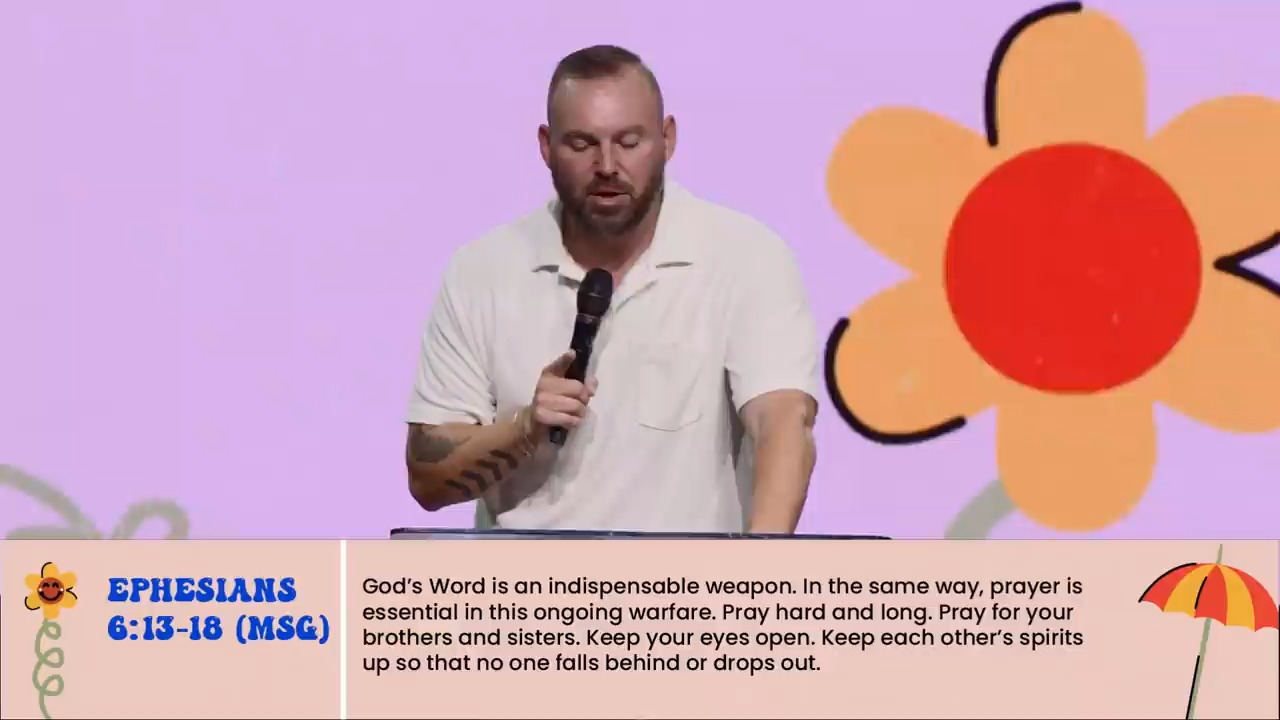 EPHESIANS
6:13-18 (MSG)
God's Word is an indispensable weapon. In the same way, prayer is
essential in this ongoing warfare. Pray hard and long. Pray for your
brothers and sisters. Keep your eyes open. Keep each other's spirits
up so that no one falls behind or drops out.